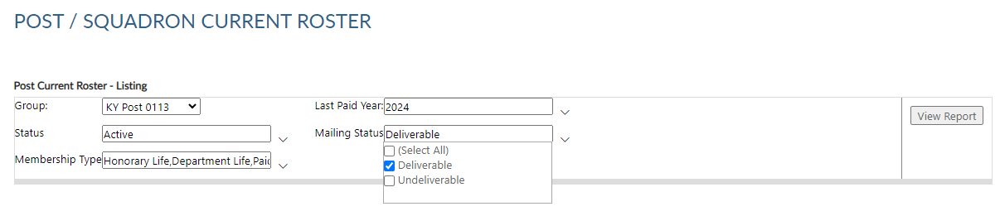 POST / SQUADRON CURRENT ROSTER
Post Current Roster - Listing
Group: KY Post 0113 Last Paid Year: 2024 View Report
Status Active Mailing Status Deliverable
(Select All)
Membership Type Honorary Life,Department Life,Paid
Deliverable
Undeliverable